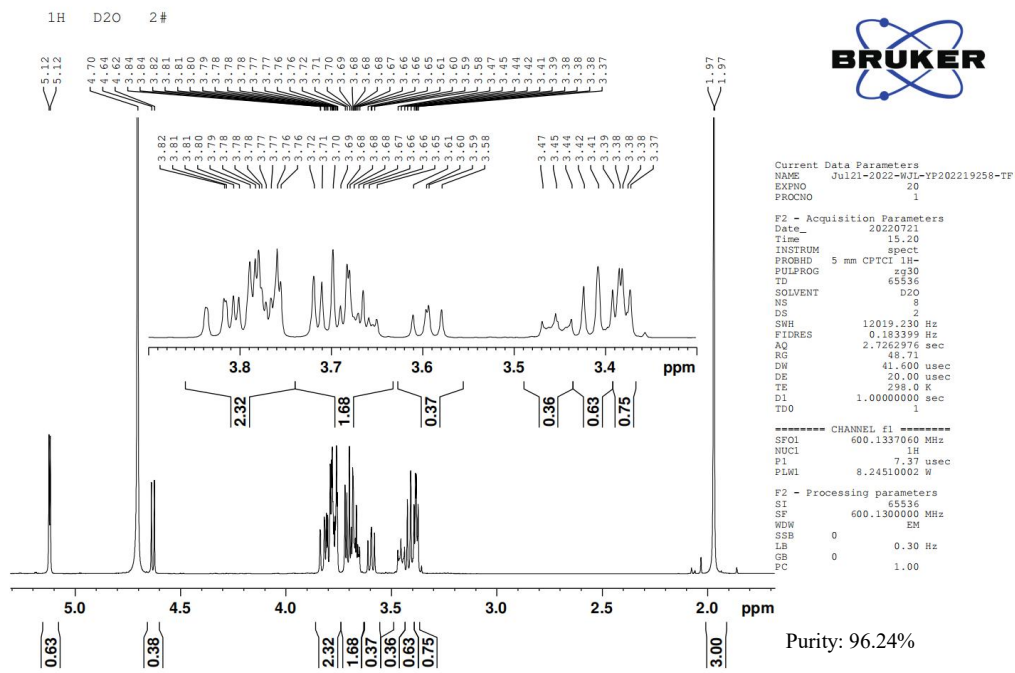 1H D2O 2#
BRUKER
5.12 5.12 4.70 4.64 4.62 3.84 3.84 3.82 3.81 3.81 3.80 3.79 3.78 3.78 3.78 3.77 3.77 3.76 3.76 3.72 3.71 3.70 3.69 3.68 3.68 3.68 3.67 3.66 3.66 3.65 3.61 3.60 3.59 3.58 3.47 3.45 3.44 3.42 3.41 3.39 3.38 3.38 3.38 3.37 1.97 1.97
3.82 3.81 3.81 3.80 3.79 3.78 3.78 3.78 3.77 3.77 3.76 3.76 3.72 3.71 3.70 3.69 3.68 3.68 3.68 3.67 3.66 3.66 3.65 3.61 3.60 3.59 3.58 3.47 3.45 3.44 3.42 3.41 3.39 3.38 3.38 3.38 3.37
3.8 3.7 3.6 3.5 3.4 ppm
2.32 1.68 0.37 0.36 0.63 0.75
5.0 4.5 4.0 3.5 3.0 2.5 2.0 ppm
0.63 0.38 2.32 1.68 0.37 0.36 0.63 0.75 3.00
Current Data Parameters
NAME Jul21-2022-WJL-YP202219258-TF
EXPNO 20
PROCNO 1
F2 - Acquisition Parameters
Date_ 20220721
Time 15.20
INSTRUM spect
PROBHD 5 mm CPTCI 1H-
PULPROG zg30
TD 65536
SOLVENT D2O
NS 8
DS 2
SWH 12019.230 Hz
FIDRES 0.183399 Hz
AQ 2.7262976 sec
RG 48.71
DW 41.600 usec
DE 20.00 usec
TE 298.0 K
D1 1.00000000 sec
TD0 1
======== CHANNEL f1 ========
SFO1 600.1337060 MHz
NUC1 1H
P1 7.37 usec
PLW1 8.24510002 W
F2 - Processing parameters
SI 65536
SF 600.1300000 MHz
WDW EM
SSB 0
LB 0.30 Hz
GB 0
PC 1.00
Purity: 96.24%